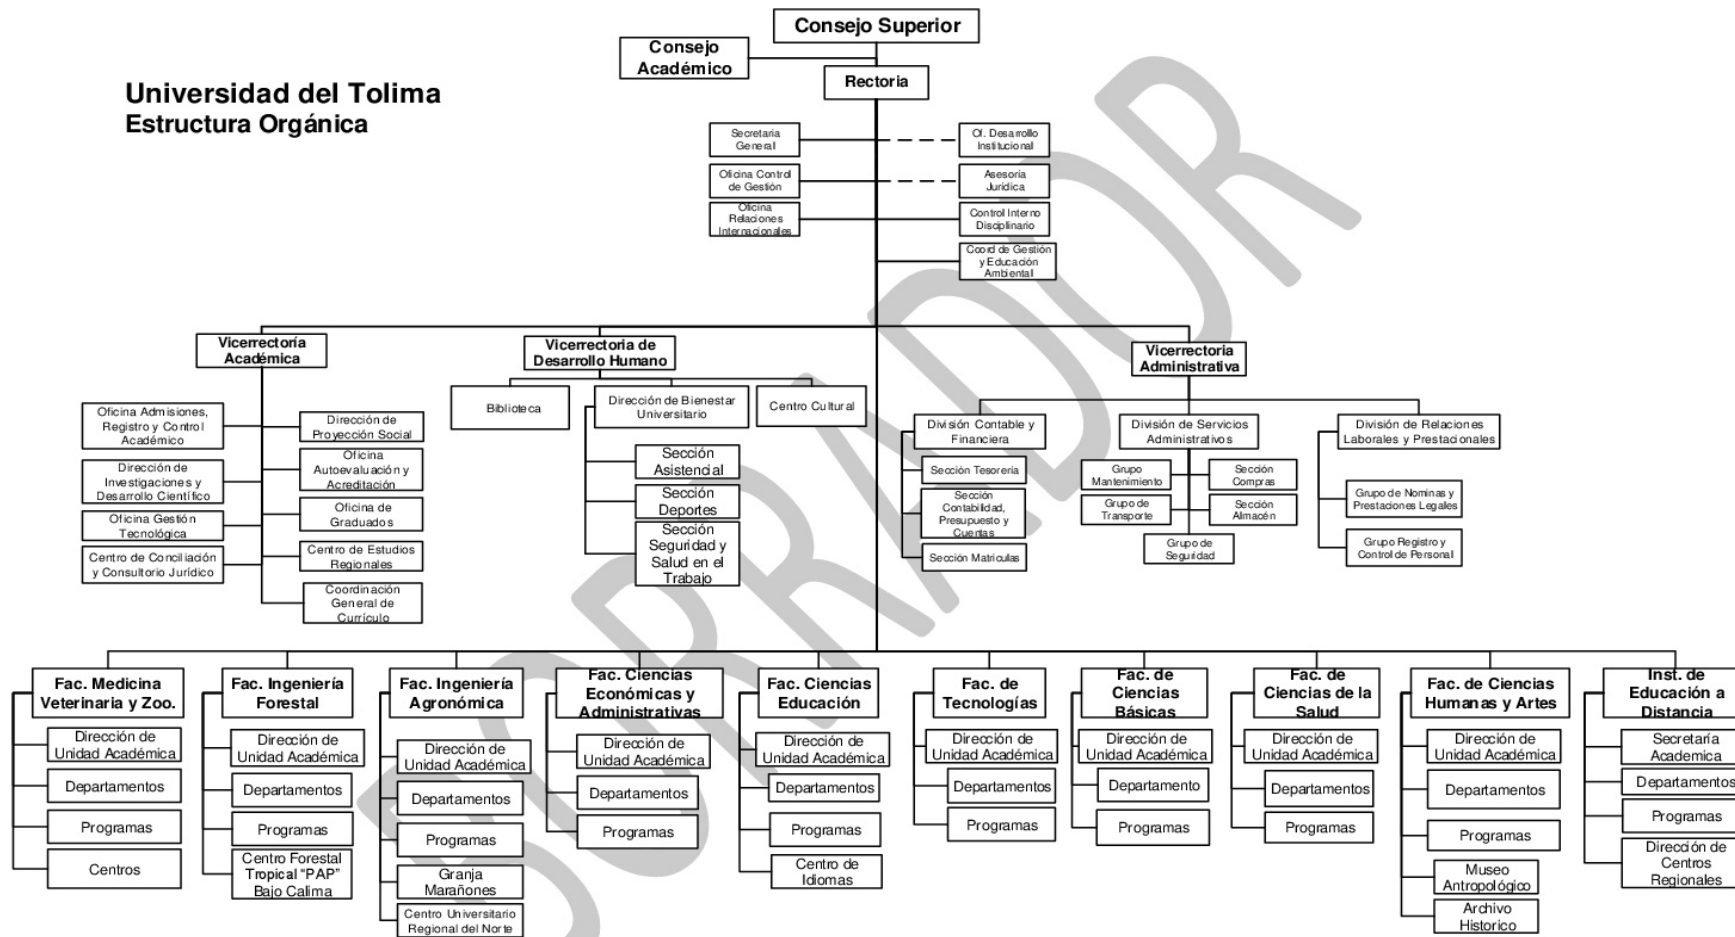 Consejo Superior
Consejo
Académico
Rectoria
Universidad del Tolima
Estructura Orgánica
Secretaria
General
Of. Desarrollo
Institucional
Oficina Control
de Gestión
Asesoría
Jurídica
Oficina
Relaciones
Internacionales
Control Interno
Disciplinario
Coord de Gestión
y Educación
Ambiental
Vicerrectoría
Académica
Vicerrectoria de
Desarrollo Humano
Vicerrectoria
Administrativa
Oficina Admisiones,
Registro y Control
Académico
Dirección de
Proyección Social
Dirección de
Investigaciones y
Desarrollo Científico
Oficina
Autoevaluación y
Acreditación
Oficina Gestión
Tecnológica
Oficina de
Graduados
Centro de Conciliación
y Consultorio Jurídico
Centro de Estudios
Regionales
Coordinación
General de
Currículo
Biblioteca
Dirección de Bienestar
Universitario
Centro Cultural
Sección
Asistencial
Sección
Deportes
Sección
Seguridad y
Salud en el
Trabajo
División Contable y
Financiera
División de Servicios
Administrativos
División de Relaciones
Laborales y Prestacionales
Sección Tesorería
Sección
Contabilidad,
Presupuesto y
Cuentas
Sección Matriculas
Grupo
Mantenimiento
Sección
Compras
Grupo de
Transporte
Sección
Almacén
Grupo de
Seguridad
Grupo de Nominas y
Prestaciones Legales
Grupo Registro y
Control de Personal
Fac. Medicina
Veterinaria y Zoo.
Dirección de
Unidad Académica
Departamentos
Programas
Centros
Fac. Ingeniería
Forestal
Dirección de
Unidad Académica
Departamentos
Programas
Centro Forestal
Tropical “PAP”
Bajo Calima
Fac. Ingeniería
Agronómica
Dirección de
Unidad Académica
Departamentos
Programas
Granja
Marañones
Centro Universitario
Regional del Norte
Fac. Ciencias
Económicas y
Administrativas
Dirección de
Unidad Académica
Departamentos
Programas
Fac. Ciencias
Educación
Dirección de
Unidad Académica
Departamentos
Programas
Centro de
Idiomas
Fac. de
Tecnologías
Dirección de
Unidad Académica
Departamentos
Programas
Fac. de
Ciencias
Básicas
Dirección de
Unidad Académica
Departamento
Programas
Fac. de
Ciencias de la
Salud
Dirección de
Unidad Académica
Departamentos
Programas
Fac. de Ciencias
Humanas y Artes
Dirección de
Unidad Académica
Departamentos
Programas
Museo
Antropológico
Archivo
Historico
Inst. de
Educación a
Distancia
Secretaría
Academica
Departamentos
Programas
Dirección de
Centros
Regionales
BORRADOR